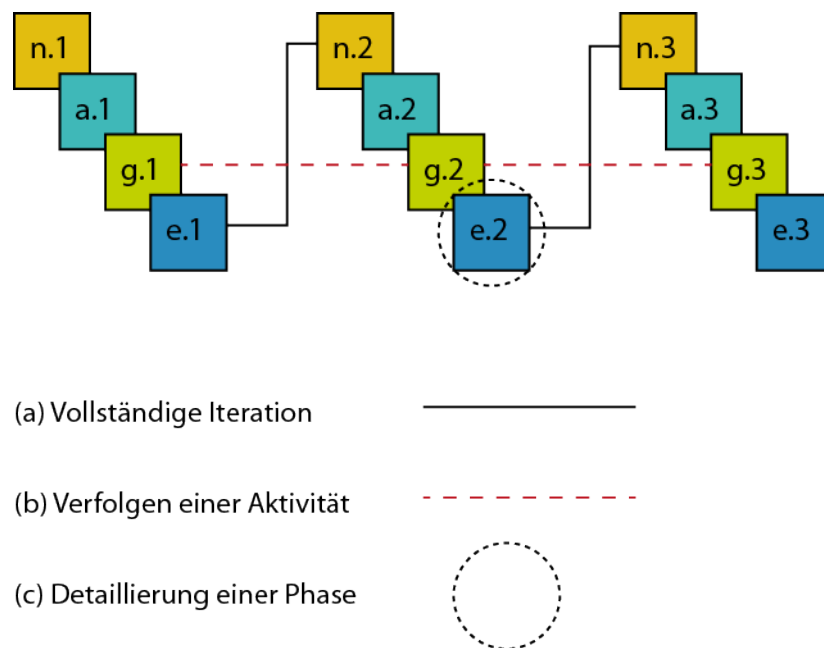 n.1
n.2
n.3
a.1
a.2
a.3
g.1
g.2
g.3
e.1
e.2
e.3
(a) Vollständige Iteration
(b) Verfolgen einer Aktivität
(c) Detaillierung einer Phase